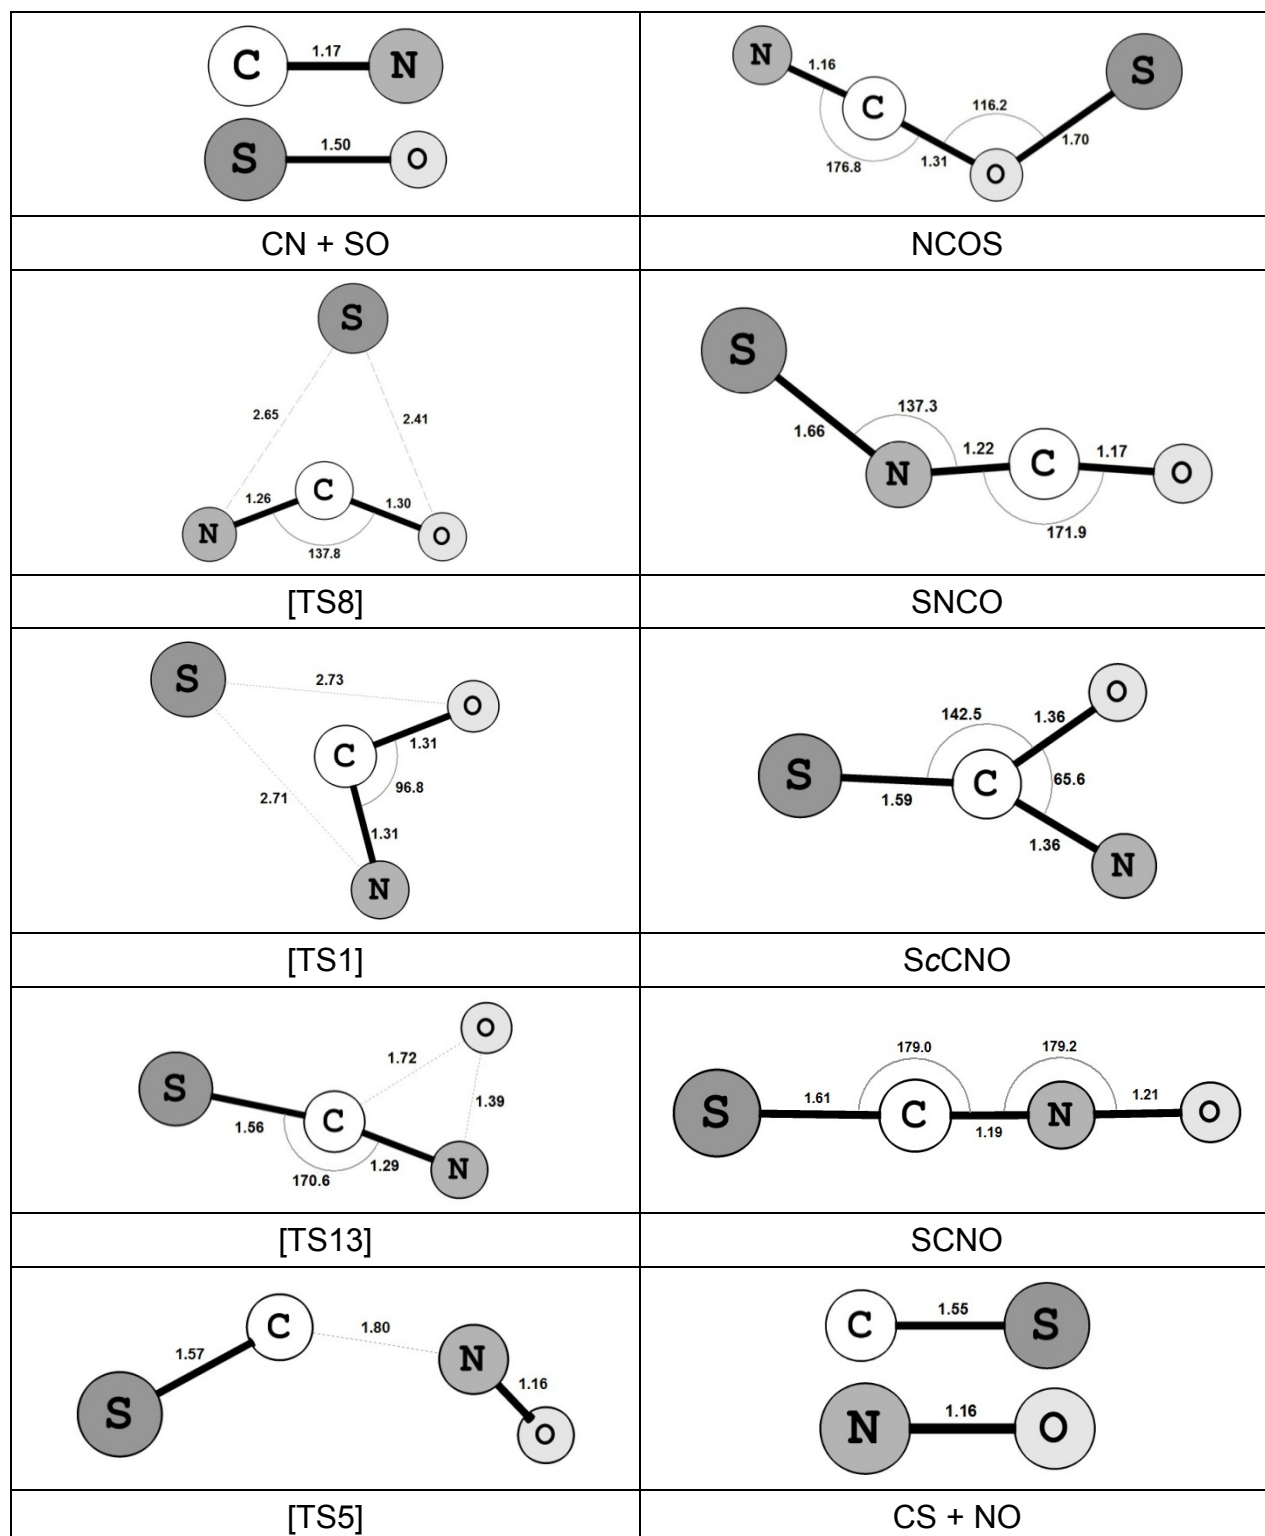 C 1.17 N
S 1.50 O
CN + SO
N 1.16 C 116.2 S
176.8 1.31 O 1.70
NCOS
S
2.65 2.41
1.26 C 1.30
N 137.8 O
[TS8]
S 137.3
1.66 N 1.22 C 1.17 O
171.9
SNCO
S 2.73 O
C 1.31
2.71 96.8
1.31
N
[TS1]
142.5 1.36 O
S 1.59 C 65.6
1.36 N
ScCNO
O
1.72
S 1.39
1.56 C
170.6 1.29 N
[TS13]
179.0 179.2
S 1.61 C 1.19 N 1.21 O
SCNO
C 1.80
1.57 N
S 1.16
O
[TS5]
C 1.55 S
N 1.16 O
CS + NO